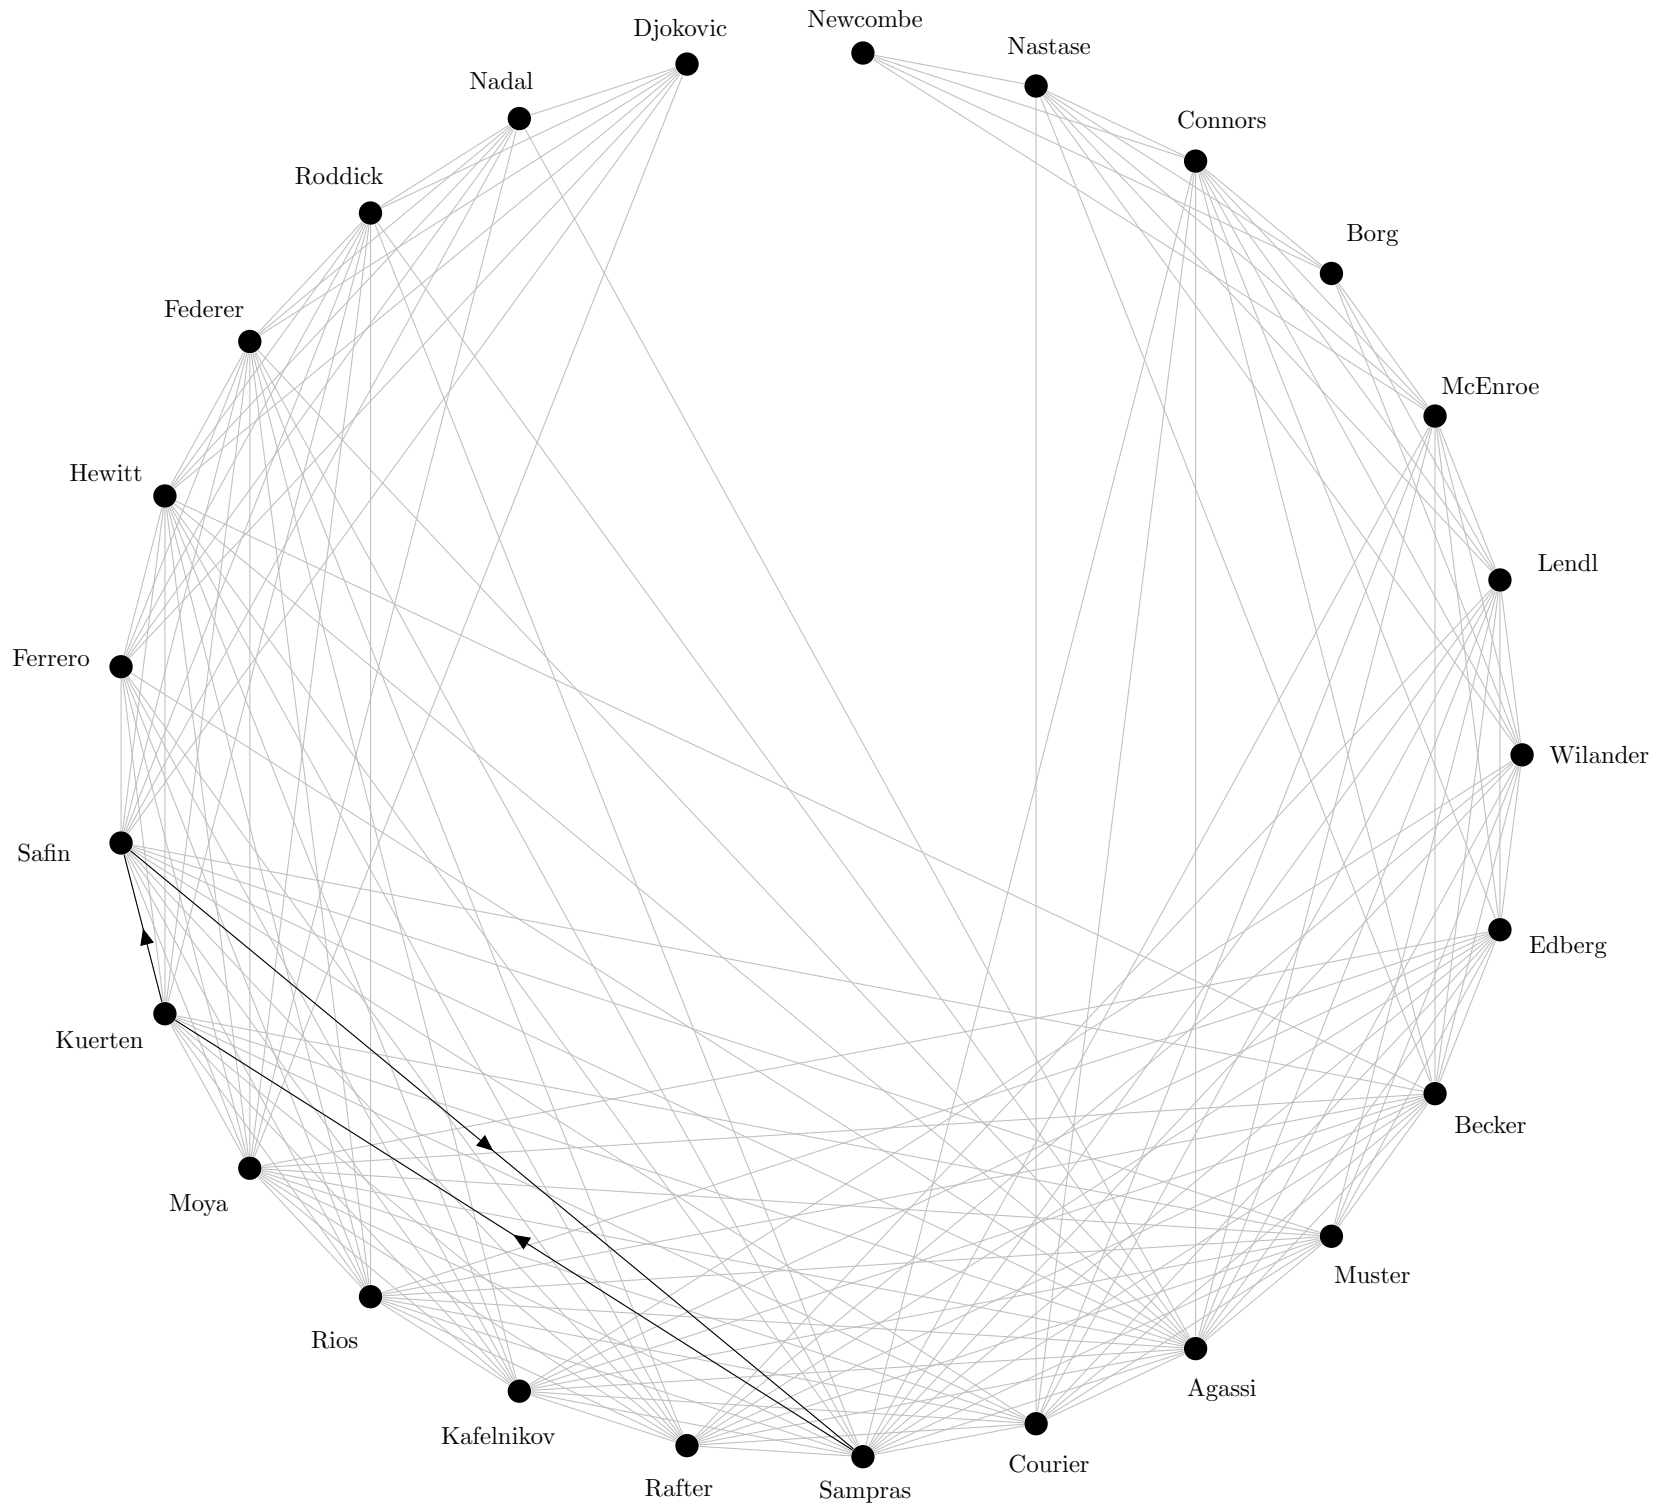 Newcombe
Djokovic
Nastase
Nadal
Connors
Roddick
Borg
Federer
McEnroe
Hewitt
Lendl
Ferrero
Wilander
Safin
Edberg
Kuerten
Becker
Moya
Muster
Rios
Agassi
Kafelnikov
Courier
Rafter
Sampras